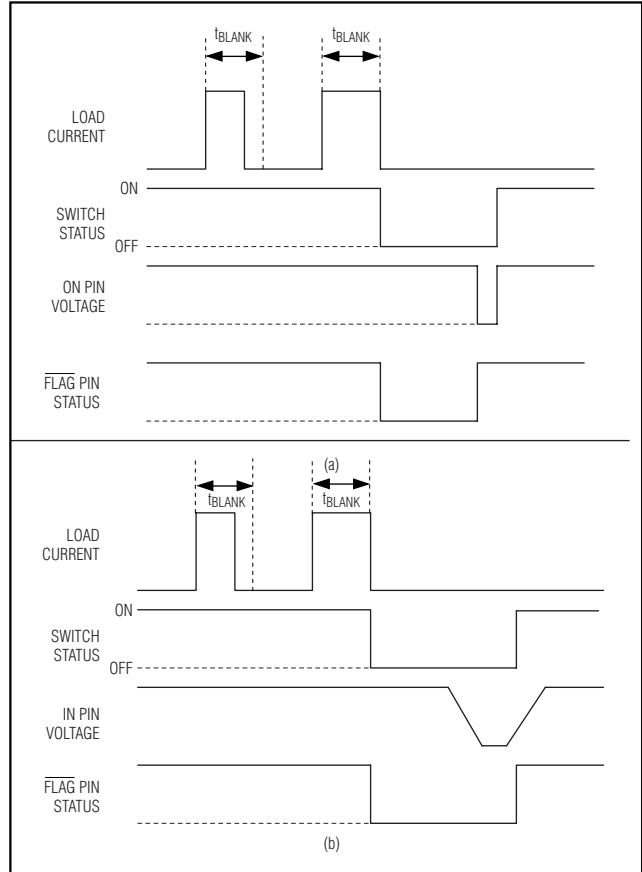 tBLANK tBLANK
LOAD
CURRENT
ON
SWITCH
STATUS
OFF
ON PIN
VOLTAGE
FLAG PIN
STATUS
(a)
tBLANK tBLANK
LOAD
CURRENT
ON
SWITCH
STATUS
OFF
IN PIN
VOLTAGE
FLAG PIN
STATUS
(b)